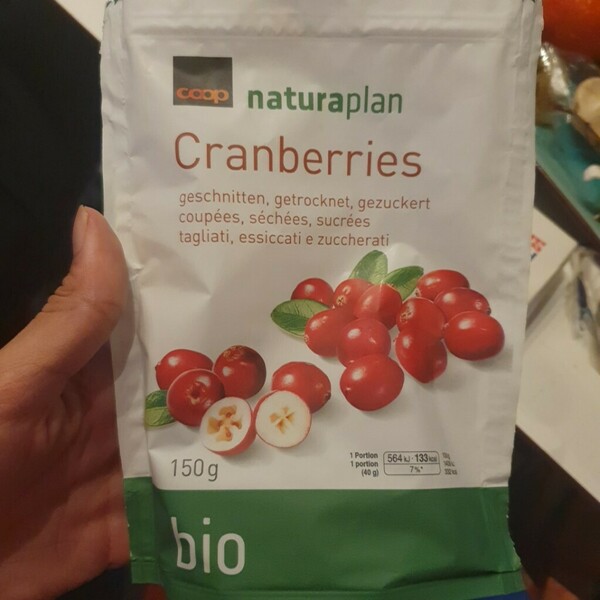 coop
naturaplan
Cranberries
geschnitten, getrocknet, gezuckert
coupées, séchées, sucrées
tagliati, essiccati e zuccherati
150g
1 Portion
1 portion
(40 g)
564 kJ · 133 kcal
7%*
bio